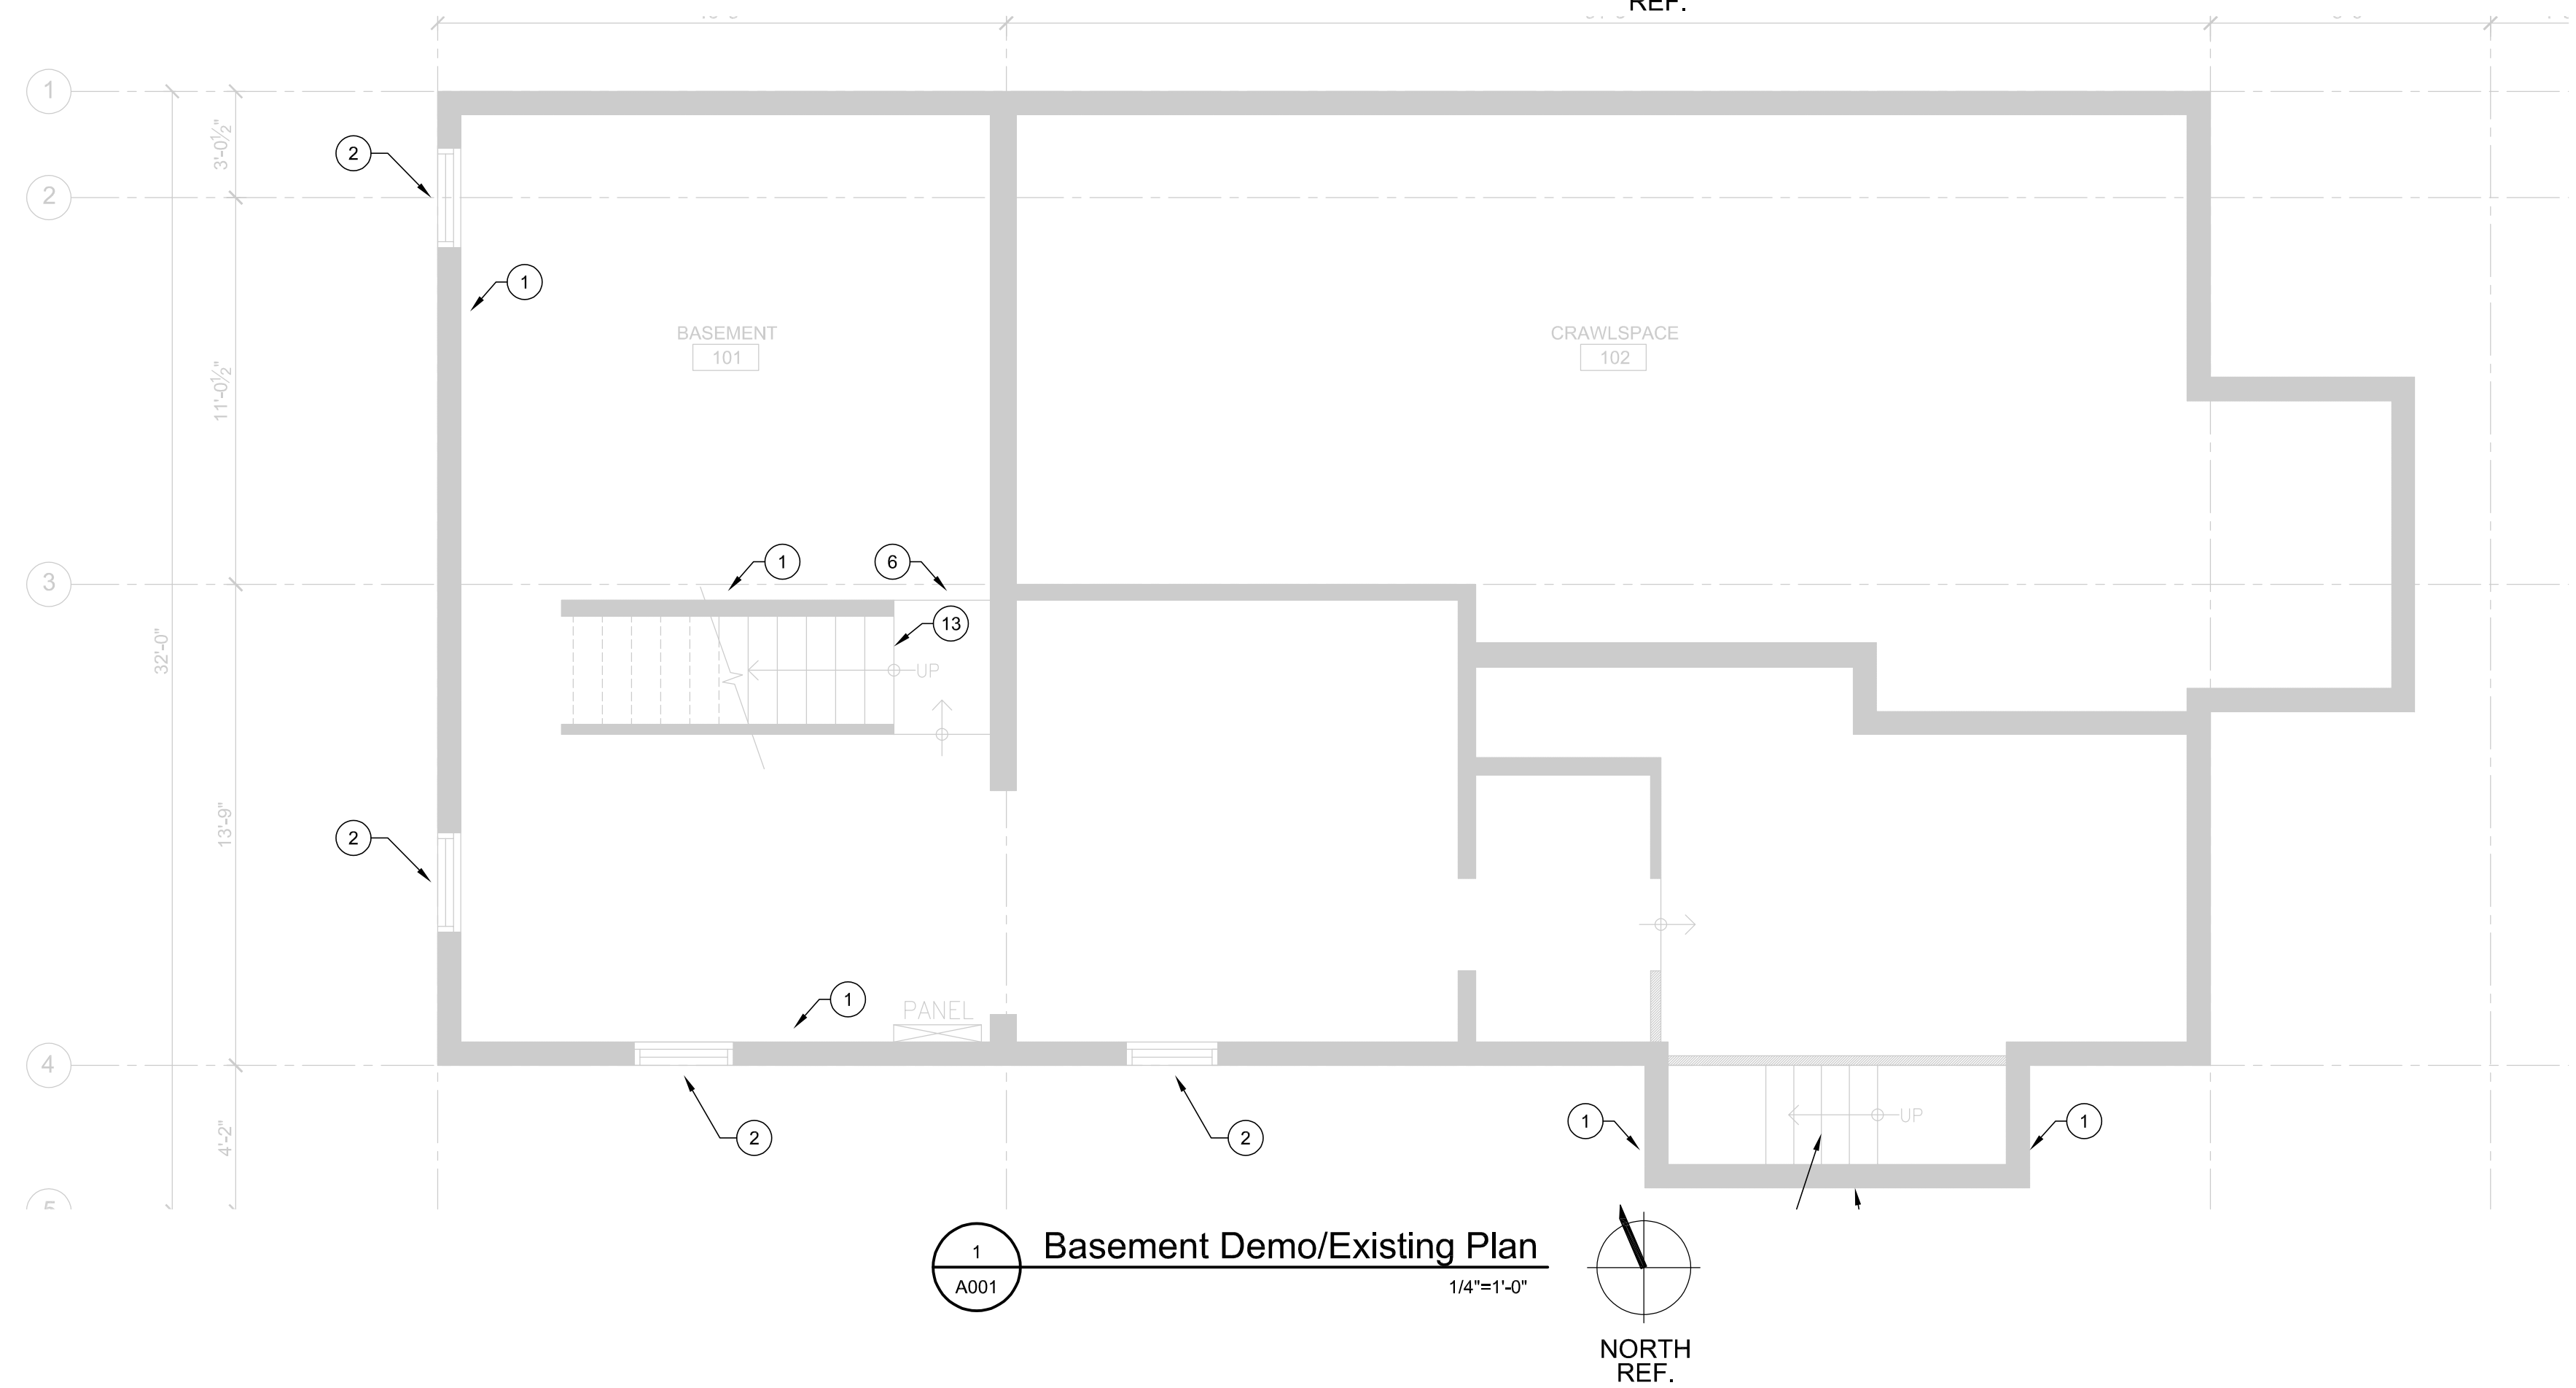 REF.
1
2
3
4
3'-0½"
11'-0½"
13'-9"
4'-2"
32'-0"
2
1
BASEMENT
101
CRAWLSPACE
102
1
6
13
UP
2
1
PANEL
2
2
1
UP
1
1
A001
Basement Demo/Existing Plan
1/4"=1'-0"
NORTH
REF.